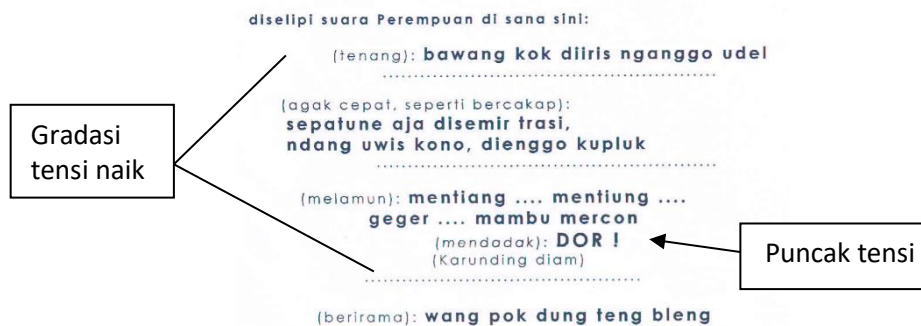 diselipi suara Perempuan di sana sini:
(tenang): bawang kok diiris nganggo udel
................................................
(agak cepat, seperti bercakap):
sepatune aja disemir trasi,
ndang uwis kono, dienggo kupluk
................................................
Gradasi
tensi naik
(melamun): mentiang .... mentiung ....
geger .... mambu mercon
(mendadak): DOR !
(Karunding diam)
........................................
Puncak tensi
(berirama): wang pok dung teng bleng